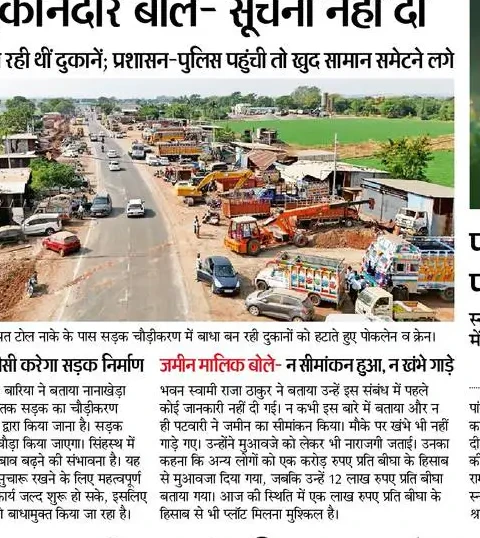 बोले- सूचना नहीं दी
रही थीं दुकानें; प्रशासन-पुलिस पहुंची तो खुद सामान समेटने लगे
टोल नाके के पास सड़क चौड़ीकरण में बाधा बन रही दुकानों को हटाते हुए पोकलेन व क्रेन।
करेगा सड़क निर्माण
बारिया ने बताया नानाखेड़ा
तक सड़क का चौड़ीकरण
द्वारा किया जाना है। सड़क
चौड़ा किया जाएगा। सिंहस्थ में
बढ़ने की संभावना है। यह
सुचारू रखने के लिए महत्वपूर्ण
कार्य जल्द शुरू हो सके, इसलिए
बाधामुक्त किया जा रहा है।
जमीन मालिक बोले- न सीमांकन हुआ, न खंभे गाड़े
भवन स्वामी राजा ठाकुर ने बताया उन्हें इस संबंध में पहले
कोई जानकारी नहीं दी गई। न कभी इस बारे में बताया और न
ही पटवारी ने जमीन का सीमांकन किया। मौके पर खंभे भी नहीं
गाड़े गए। उन्होंने मुआवजे को लेकर भी नाराजगी जताई। उनका
कहना कि अन्य लोगों को एक करोड़ रुपए प्रति बीघा के हिसाब
से मुआवजा दिया गया, जबकि उन्हें 12 लाख रुपए प्रति बीघा
बताया गया। आज की स्थिति में एक लाख रुपए प्रति बीघा के
हिसाब से भी प्लॉट मिलना मुश्किल है।